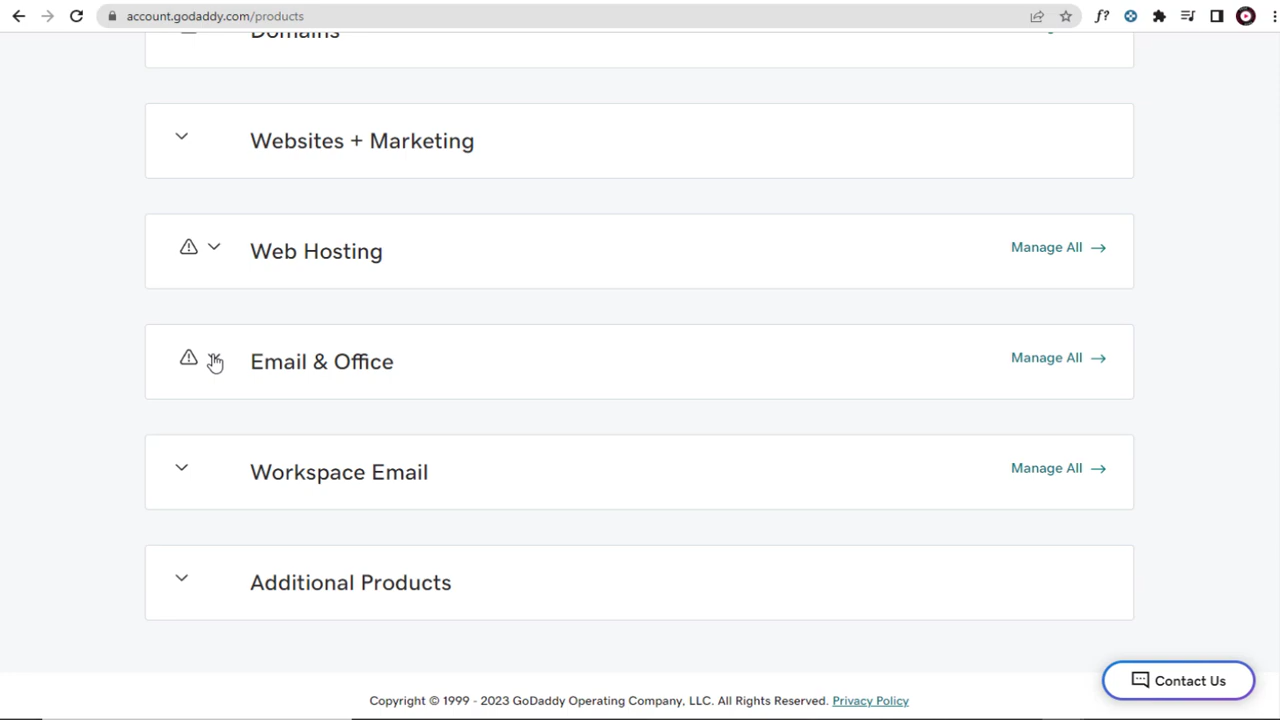 account.godaddy.com/products
f?
Domains
Websites + Marketing
Web Hosting
Manage All →
Email & Office
Manage All →
Workspace Email
Manage All →
Additional Products
Contact Us
Copyright © 1999 - 2023 GoDaddy Operating Company, LLC. All Rights Reserved. Privacy Policy